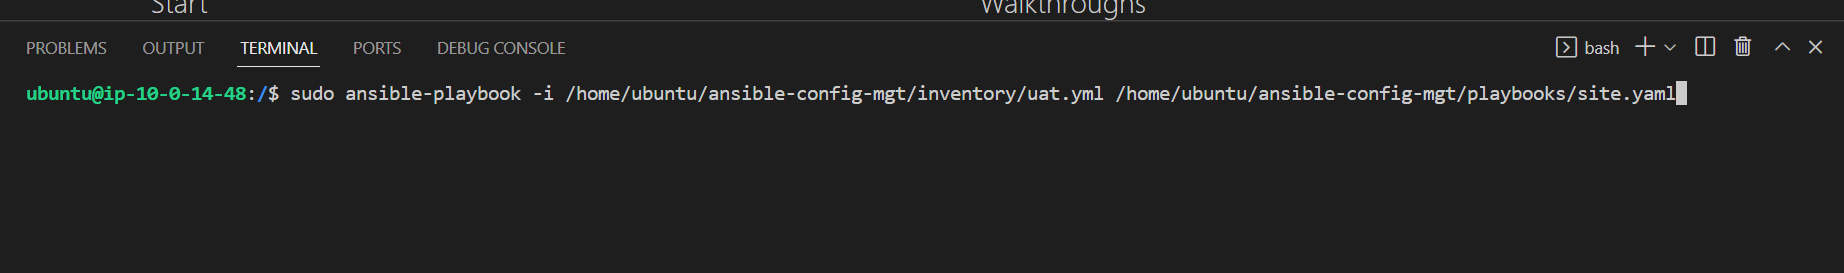 Start Walkthroughs
PROBLEMS OUTPUT TERMINAL PORTS DEBUG CONSOLE bash
ubuntu@ip-10-0-14-48:/$ sudo ansible-playbook -i /home/ubuntu/ansible-config-mgt/inventory/uat.yml /home/ubuntu/ansible-config-mgt/playbooks/site.yaml